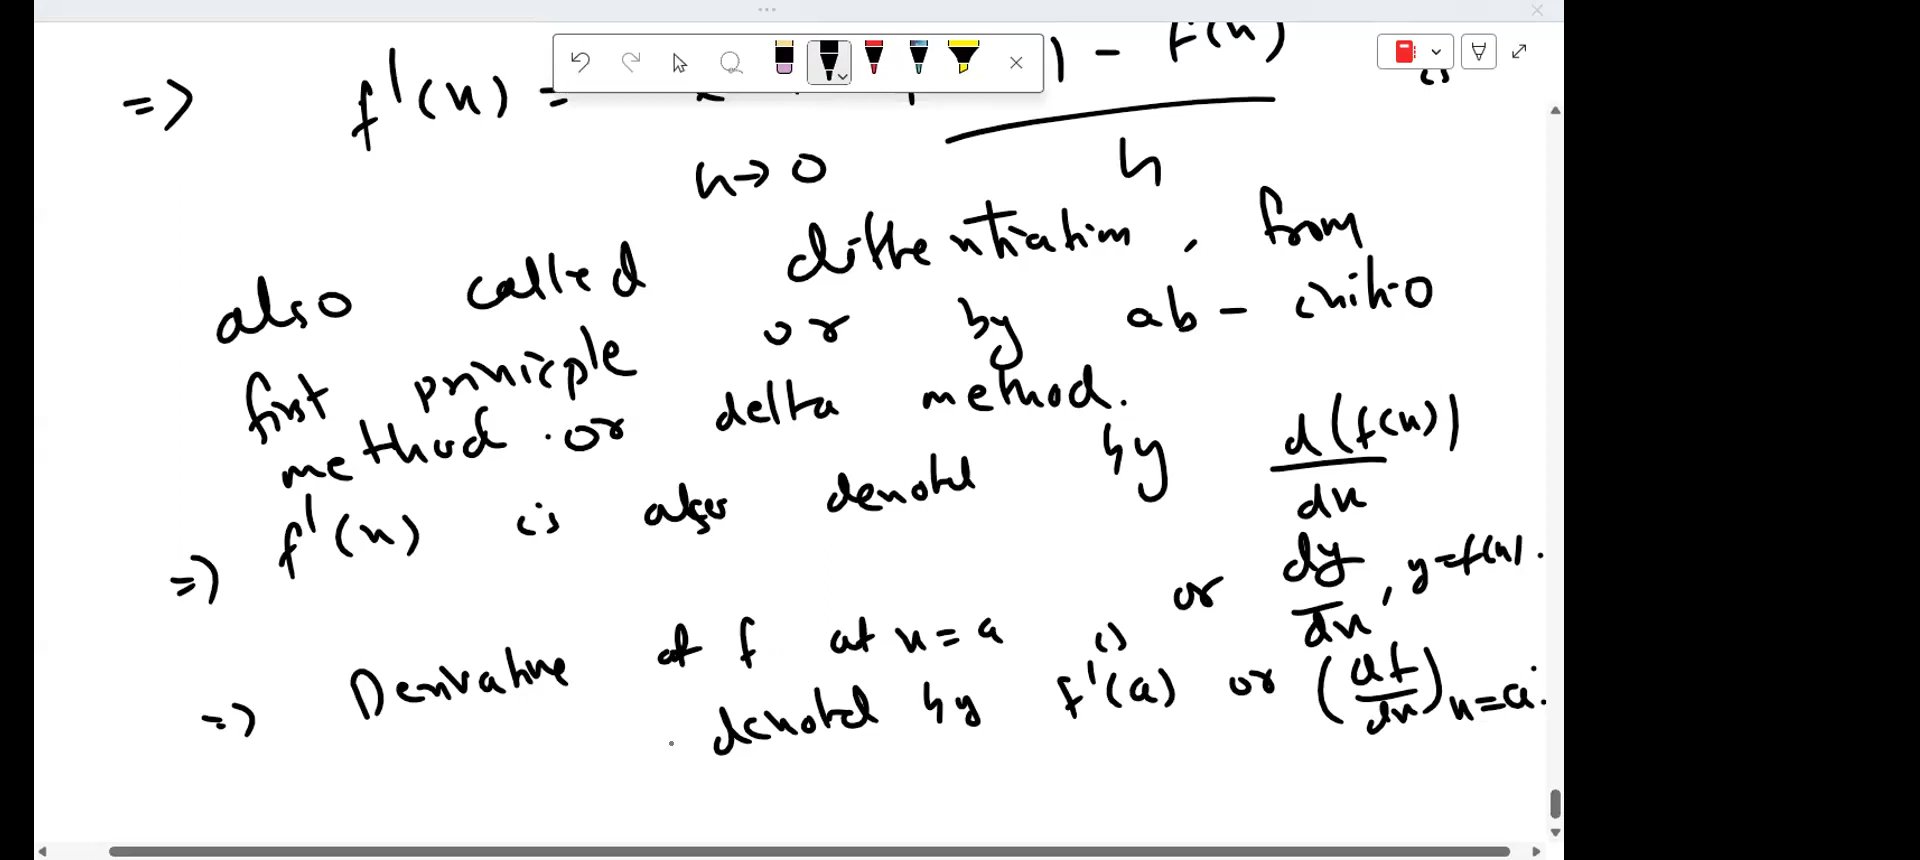 => f'(x) = ) - f(x) is
h→0 h
also called differentiation, from
first principle or by ab-initio
method or delta method.
=> f'(x) is also denoted by d(f(x))/dx
or dy/dx, y=f(x).
=> Derivative of f at x=a is
denoted by f'(a) or (df/dx)x=a.